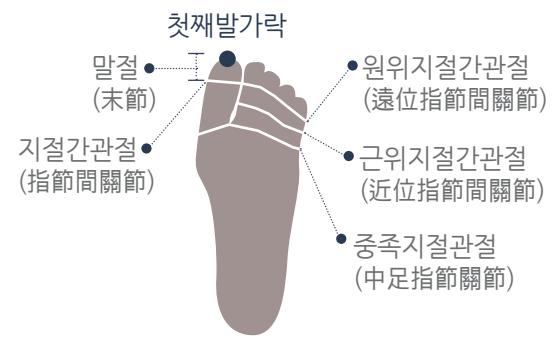 첫째발가락
말절
(末節)
지절간관절
(指節間關節)
원위지절간관절
(遠位指節間關節)
근위지절간관절
(近位指節間關節)
중족지절관절
(中足指節關節)